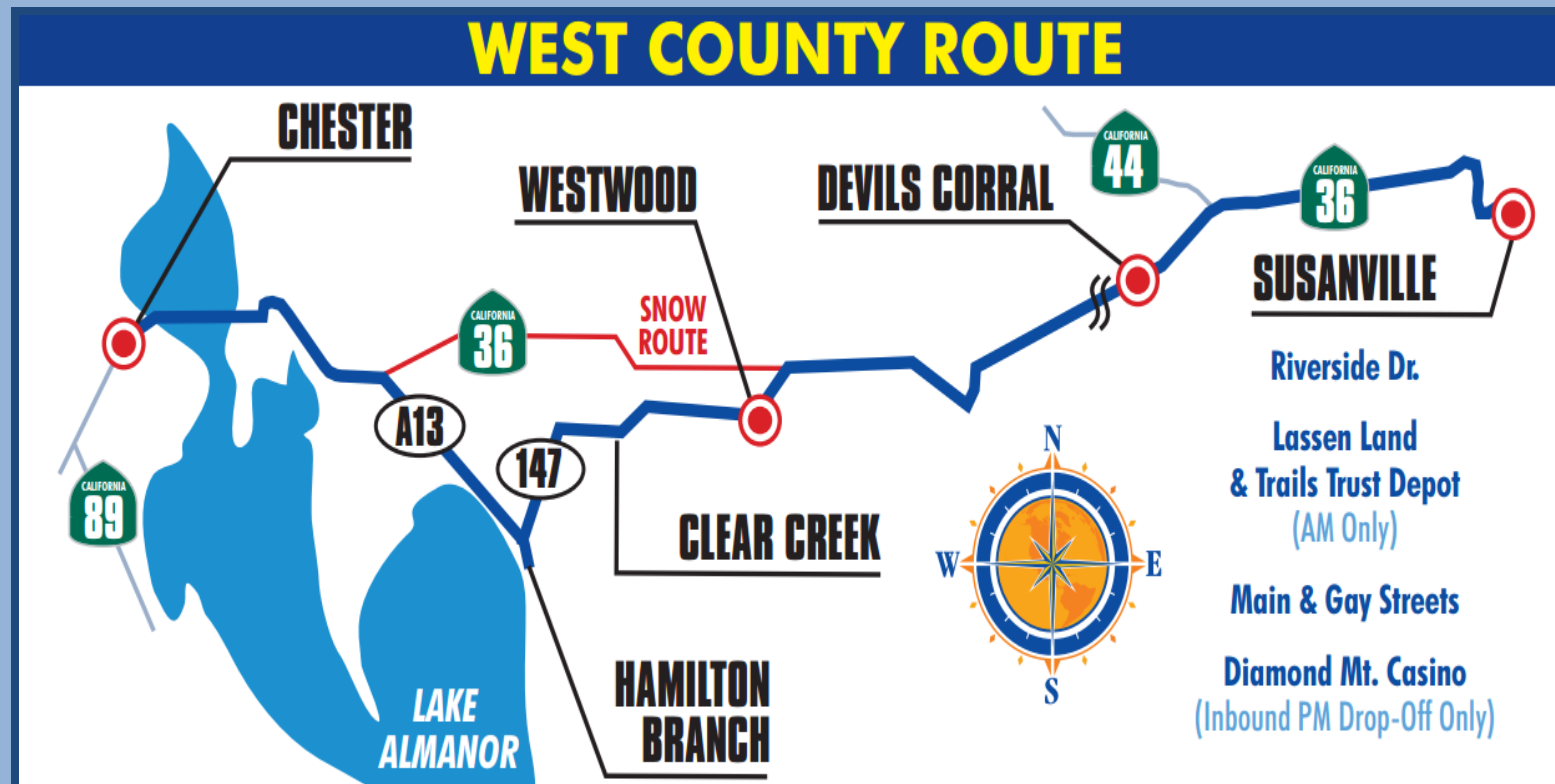 WEST COUNTY ROUTE
CHESTER
WESTWOOD
DEVILS CORRAL
CALIFORNIA
44
CALIFORNIA
36
SUSANVILLE
CALIFORNIA
36
SNOW
ROUTE
A13
147
CALIFORNIA
89
CLEAR CREEK
HAMILTON
BRANCH
LAKE
ALMANOR
N
W
E
S
Riverside Dr.
Lassen Land
& Trails Trust Depot
(AM Only)
Main & Gay Streets
Diamond Mt. Casino
(Inbound PM Drop-Off Only)